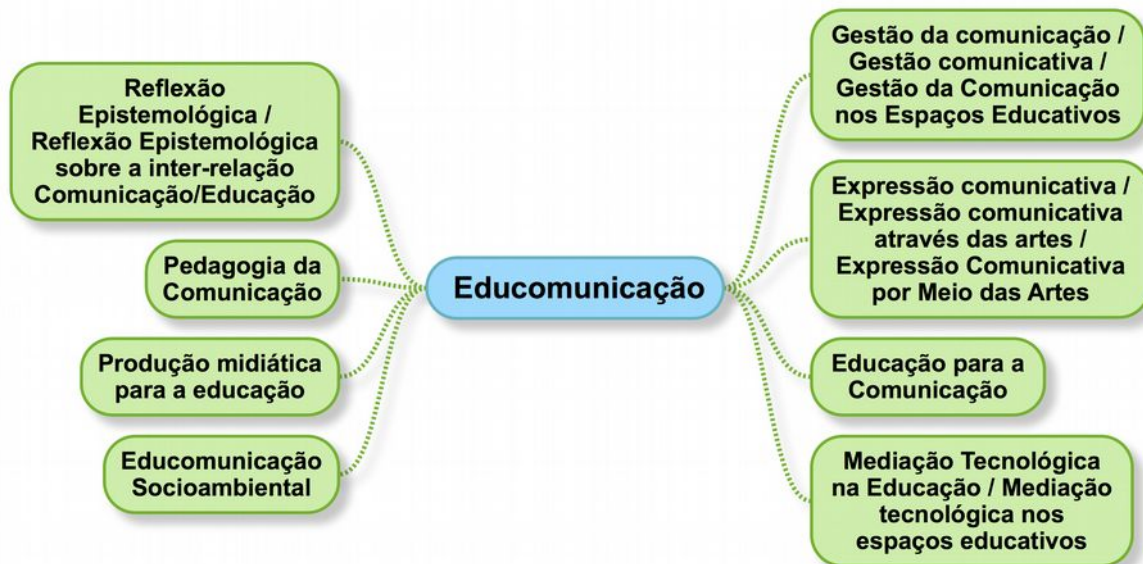 Reflexão
Epistemológica /
Reflexão Epistemológica
sobre a inter-relação
Comunicação/Educação
Pedagogia da
Comunicação
Produção midiática
para a educação
Educomunicação
Socioambiental
Educomunicação
Gestão da comunicação /
Gestão comunicativa /
Gestão da Comunicação
nos Espaços Educativos
Expressão comunicativa /
Expressão comunicativa
através das artes /
Expressão Comunicativa
por Meio das Artes
Educação para a
Comunicação
Mediação Tecnológica
na Educação / Mediação
tecnológica nos
espaços educativos